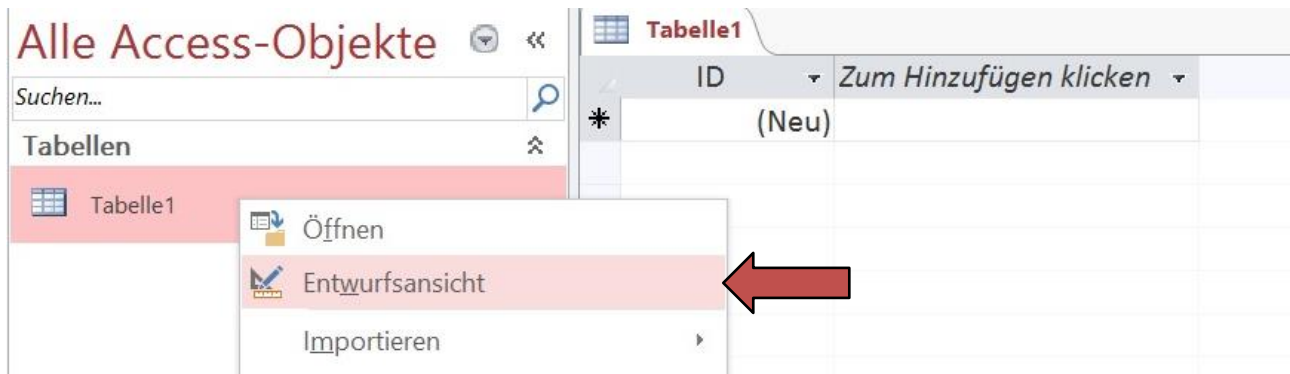 Alle Access-Objekte
Suchen...
Tabellen
Tabelle1
Öffnen
Entwurfsansicht
Importieren
Tabelle1
ID Zum Hinzufügen klicken
(Neu)